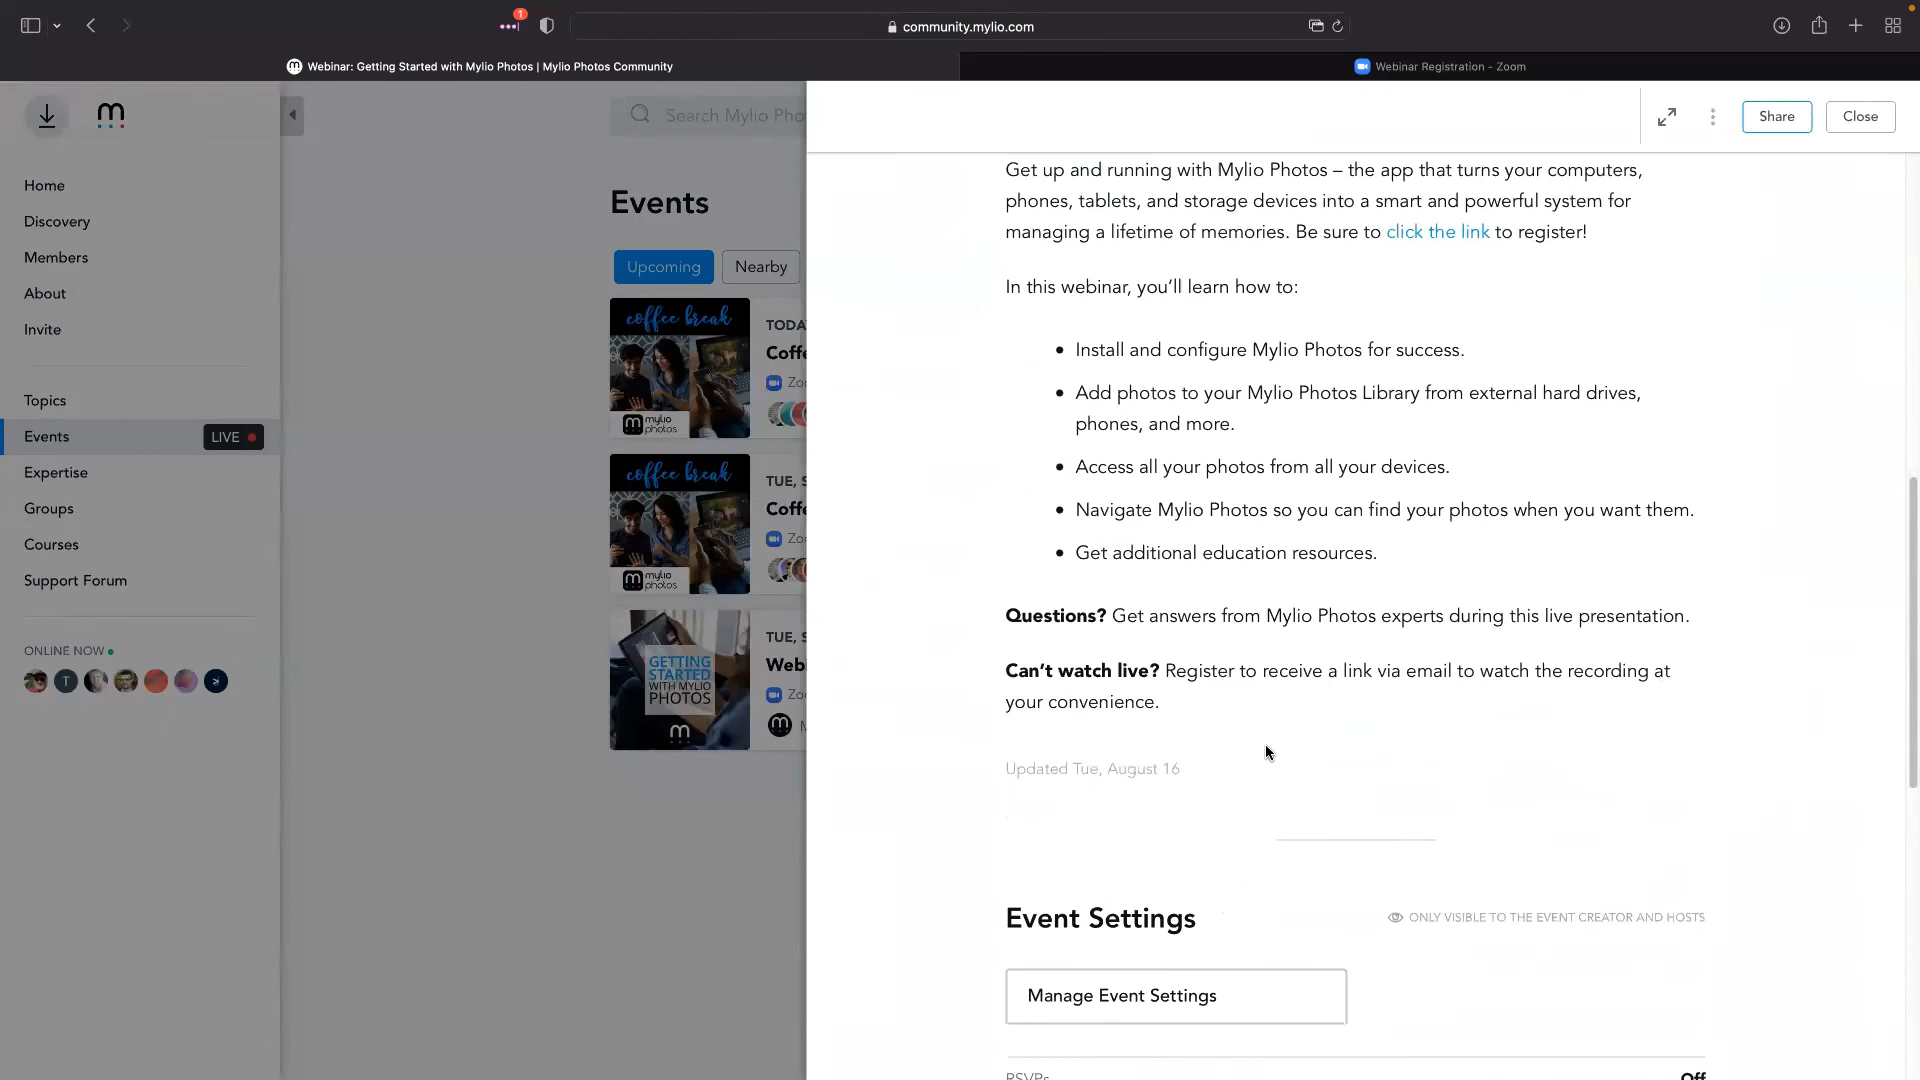 1
community.mylio.com
Webinar: Getting Started with Mylio Photos | Mylio Photos Community
Webinar Registration - Zoom
m
Home
Discovery
Members
About
Invite
Topics
Events
LIVE
Expertise
Groups
Courses
Support Forum
ONLINE NOW
T
Search Mylio Pho
Events
Upcoming
Nearby
coffee break
mylio
photos
TODA
Coffe
Zo
coffee break
mylio
photos
TUE, S
Coffe
Zo
GETTING
STARTED
WITH MYLIO
PHOTOS
m
TUE, S
Webi
Zo
m
Share
Close
Get up and running with Mylio Photos – the app that turns your computers,
phones, tablets, and storage devices into a smart and powerful system for
managing a lifetime of memories. Be sure to click the link to register!
In this webinar, you’ll learn how to:
• Install and configure Mylio Photos for success.
• Add photos to your Mylio Photos Library from external hard drives,
phones, and more.
• Access all your photos from all your devices.
• Navigate Mylio Photos so you can find your photos when you want them.
• Get additional education resources.
Questions? Get answers from Mylio Photos experts during this live presentation.
Can’t watch live? Register to receive a link via email to watch the recording at
your convenience.
Updated Tue, August 16
Event Settings
ONLY VISIBLE TO THE EVENT CREATOR AND HOSTS
Manage Event Settings
RSVPs
Off